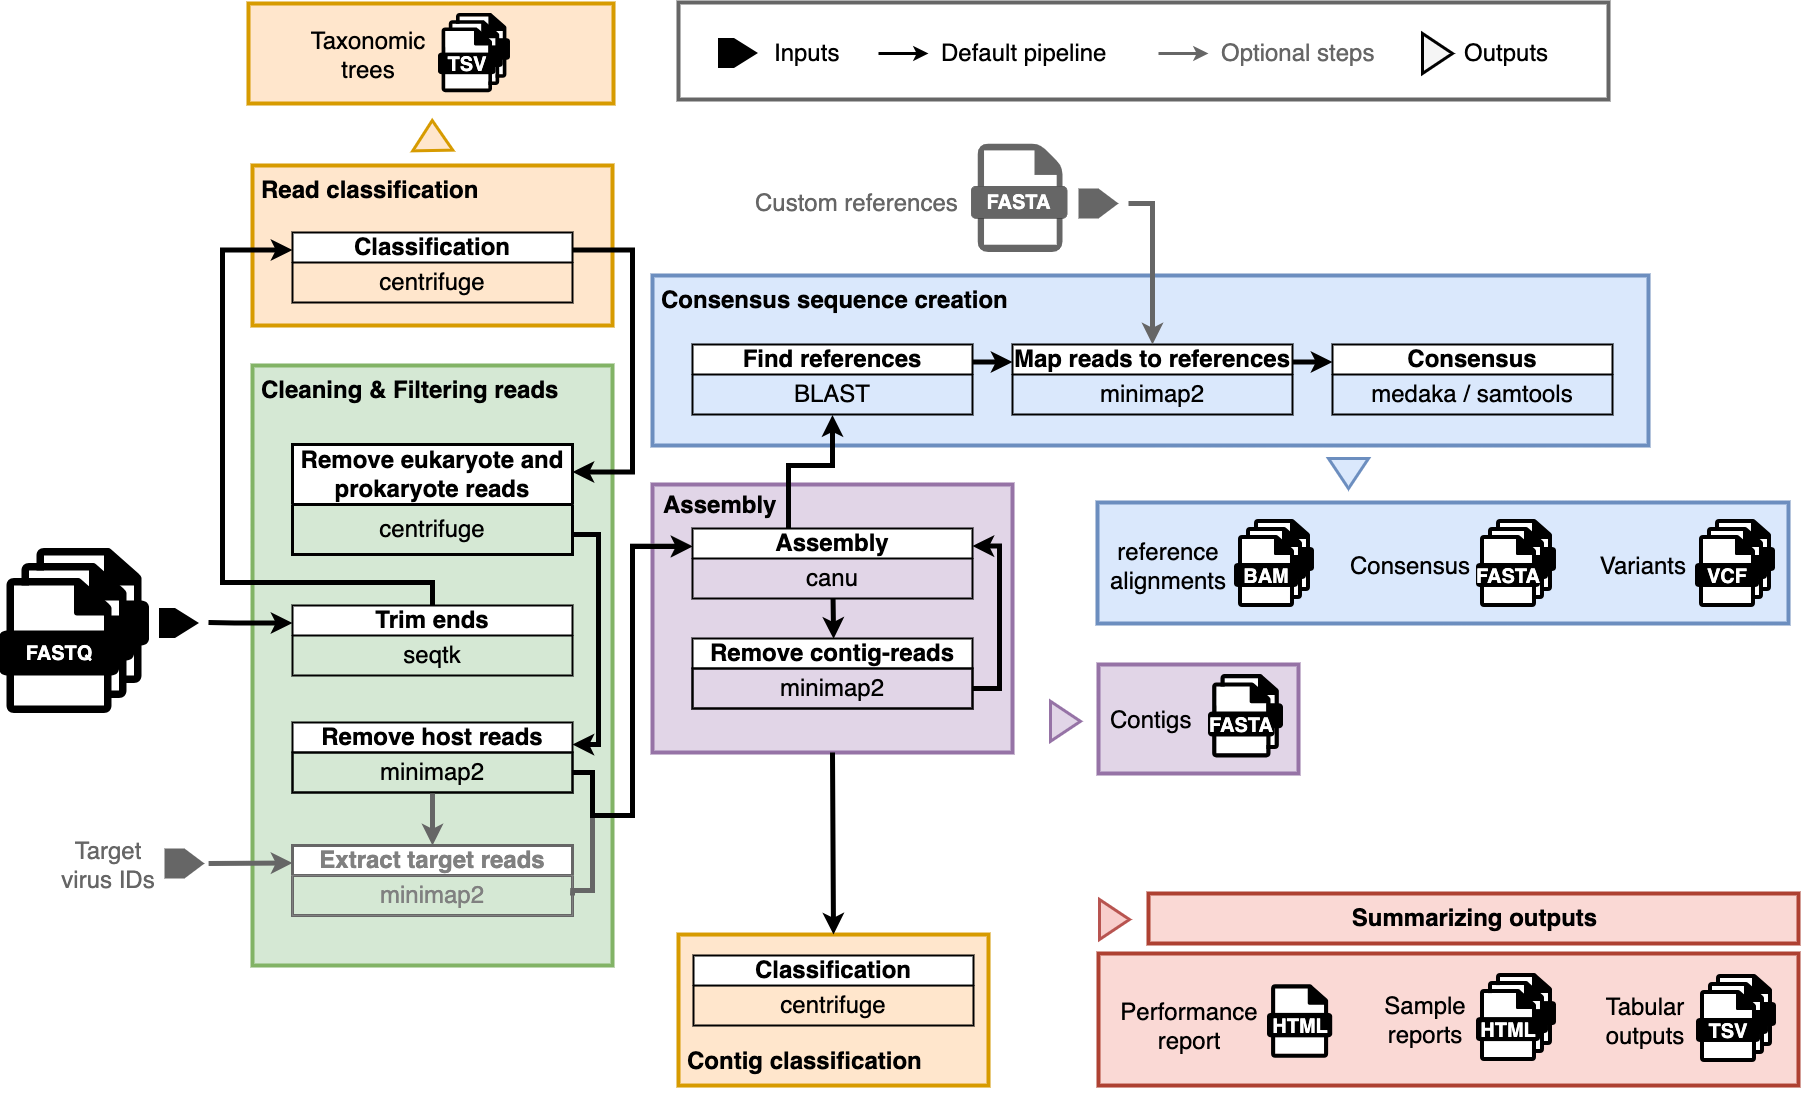 Taxonomic
trees
TSV
Inputs
Default pipeline
Optional steps
Outputs
Read classification
Classification
centrifuge
Custom references
FASTA
Consensus sequence creation
Find references
BLAST
Map reads to references
minimap2
Consensus
medaka / samtools
Cleaning & Filtering reads
Remove eukaryote and
prokaryote reads
centrifuge
FASTQ
Trim ends
seqtk
Remove host reads
minimap2
Target
virus IDs
Extract target reads
minimap2
Assembly
Assembly
canu
Remove contig-reads
minimap2
reference
alignments
BAM
Consensus
FASTA
Variants
VCF
Contigs
FASTA
Classification
centrifuge
Contig classification
Summarizing outputs
Performance
report
HTML
Sample
reports
HTML
Tabular
outputs
TSV